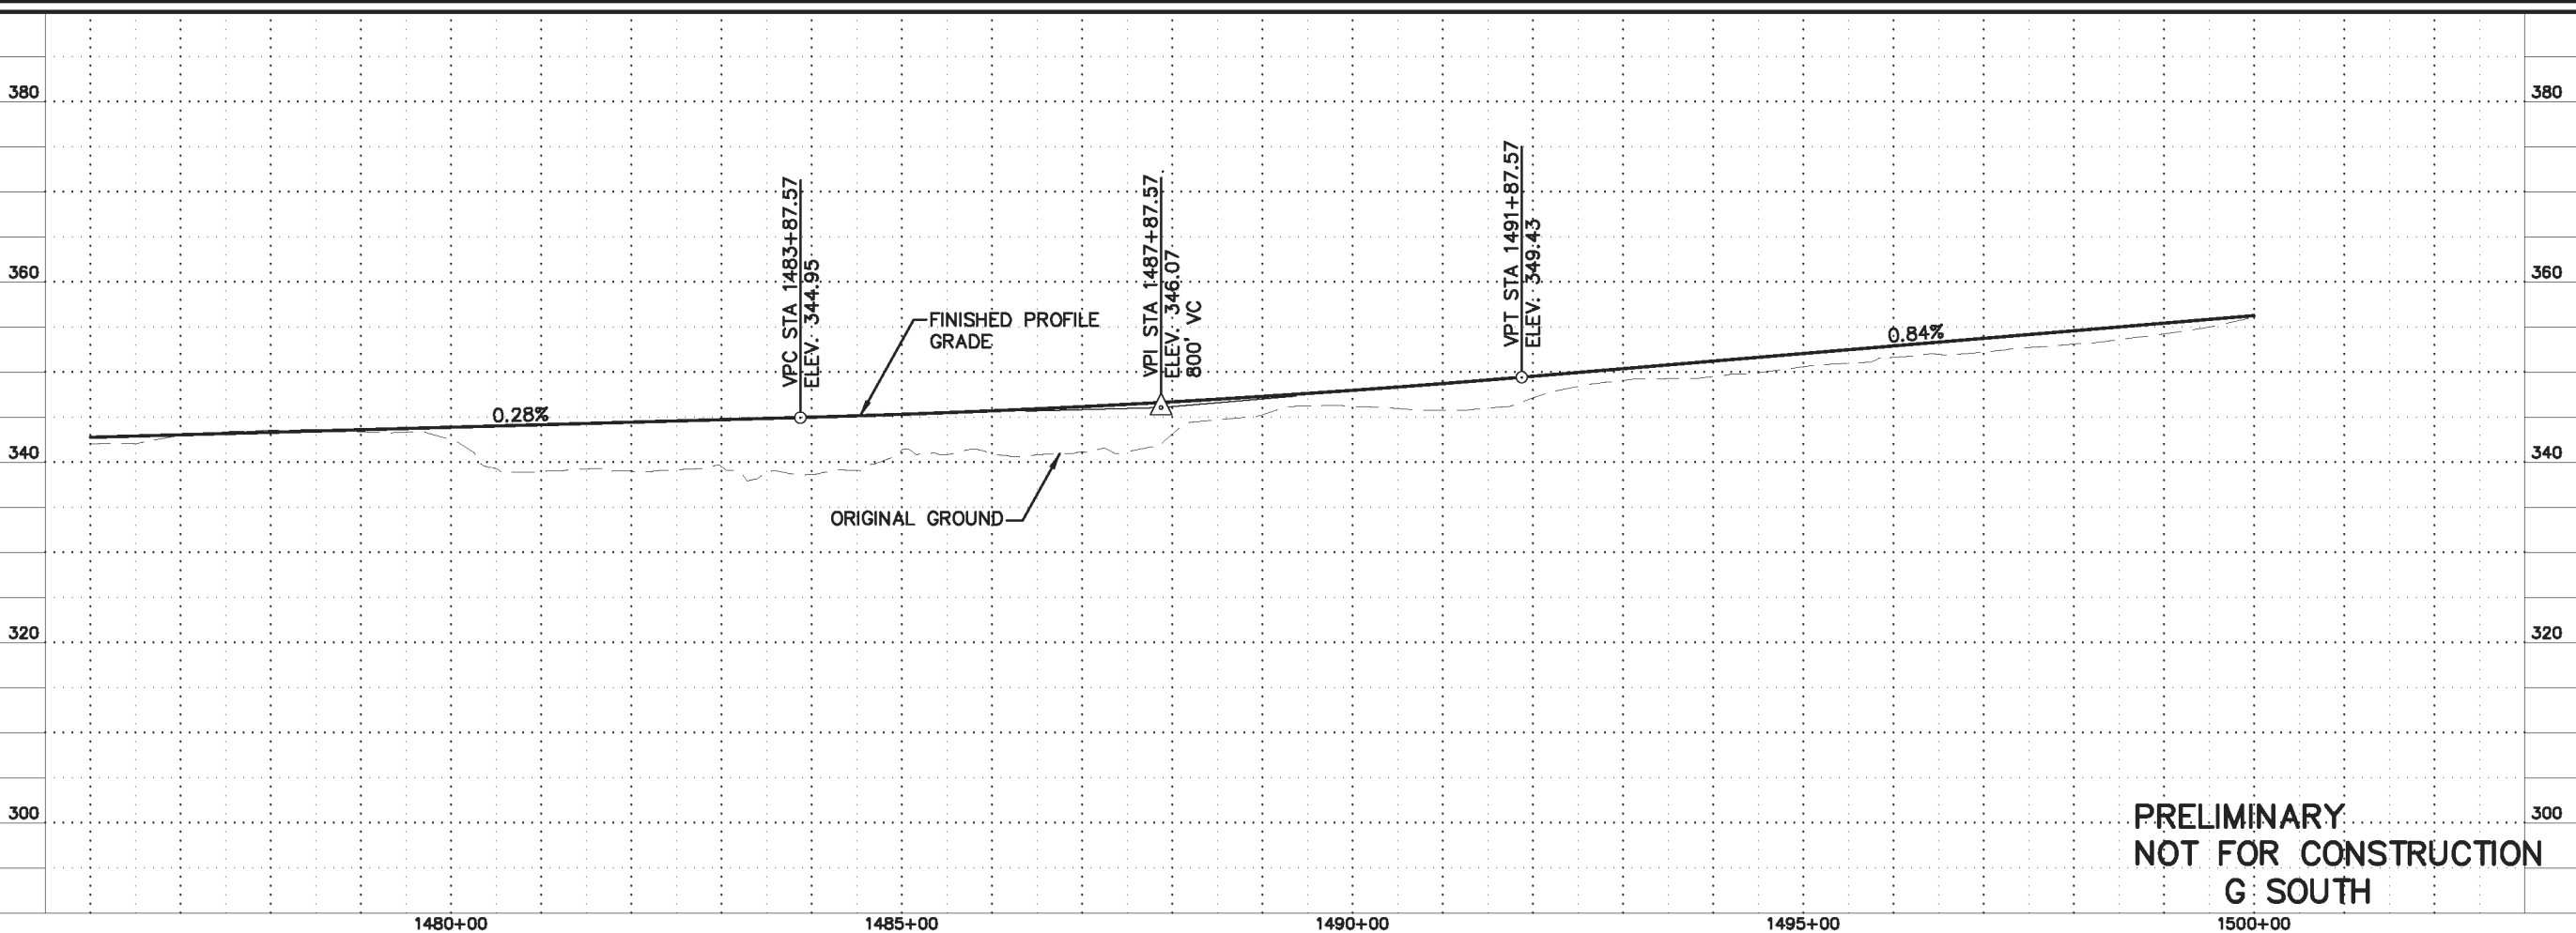 380
360
340
320
300
380
360
340
320
300
VPC STA 1483+87.57
ELEV. 344.95
VPI STA 1487+87.57
ELEV. 346.07
800' VC
VPT STA 1491+87.57
ELEV. 349.43
FINISHED PROFILE
GRADE
0.28%
0.84%
ORIGINAL GROUND
PRELIMINARY
NOT FOR CONSTRUCTION
G SOUTH
1480+00
1485+00
1490+00
1495+00
1500+00